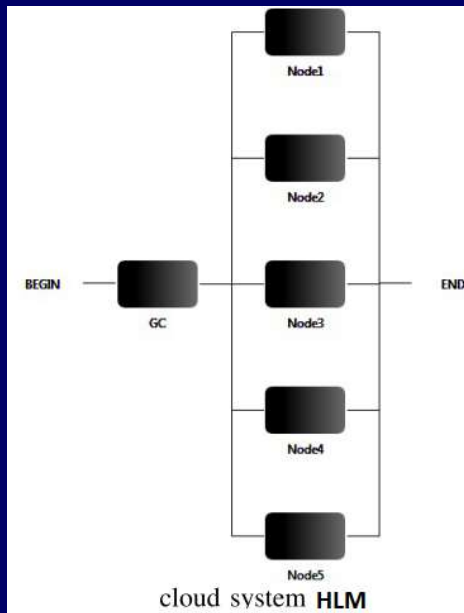 Node1
Node2
BEGIN
END
GC
Node3
Node4
Node5
cloud system HLM